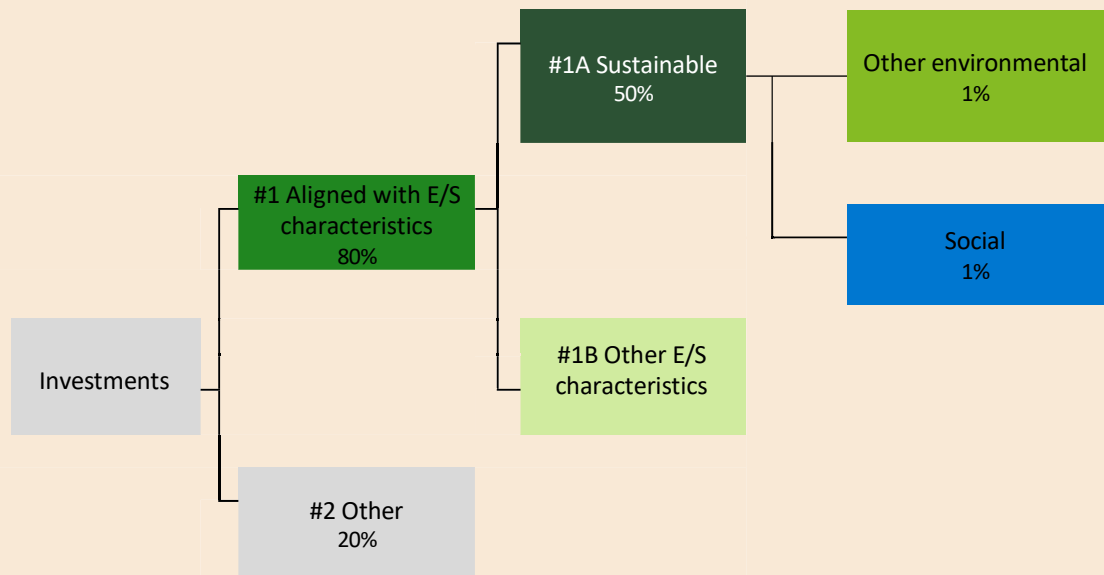 #1A Sustainable
50%
Other environmental
1%
#1 Aligned with E/S
characteristics
80%
Social
1%
Investments
#1B Other E/S
characteristics
#2 Other
20%